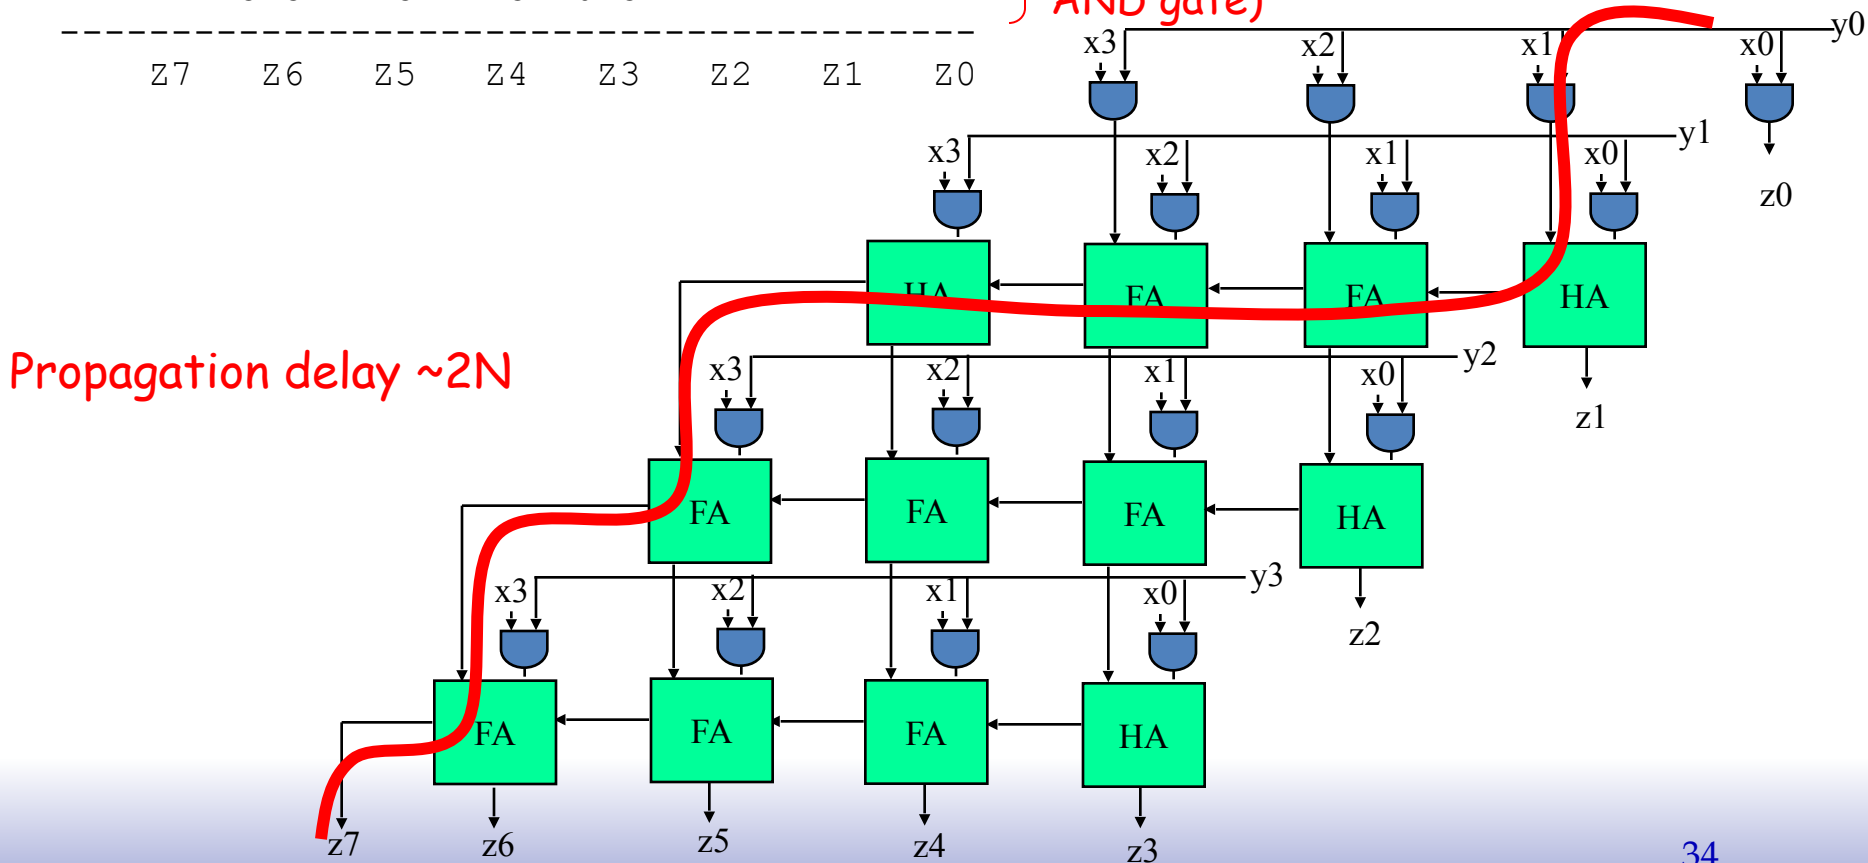 AND gate)
--------------------------------------------------------
Z7 Z6 Z5 Z4 Z3 Z2 Z1 Z0
x3 x2 x1 x0 y0
x3 x2 x1 x0 y1
z0
HA FA FA HA
Propagation delay ~2N
x3 x2 x1 x0 y2
z1
FA FA FA HA
x3 x2 x1 x0 y3
z2
FA FA FA HA
z7 z6 z5 z4 z3
34